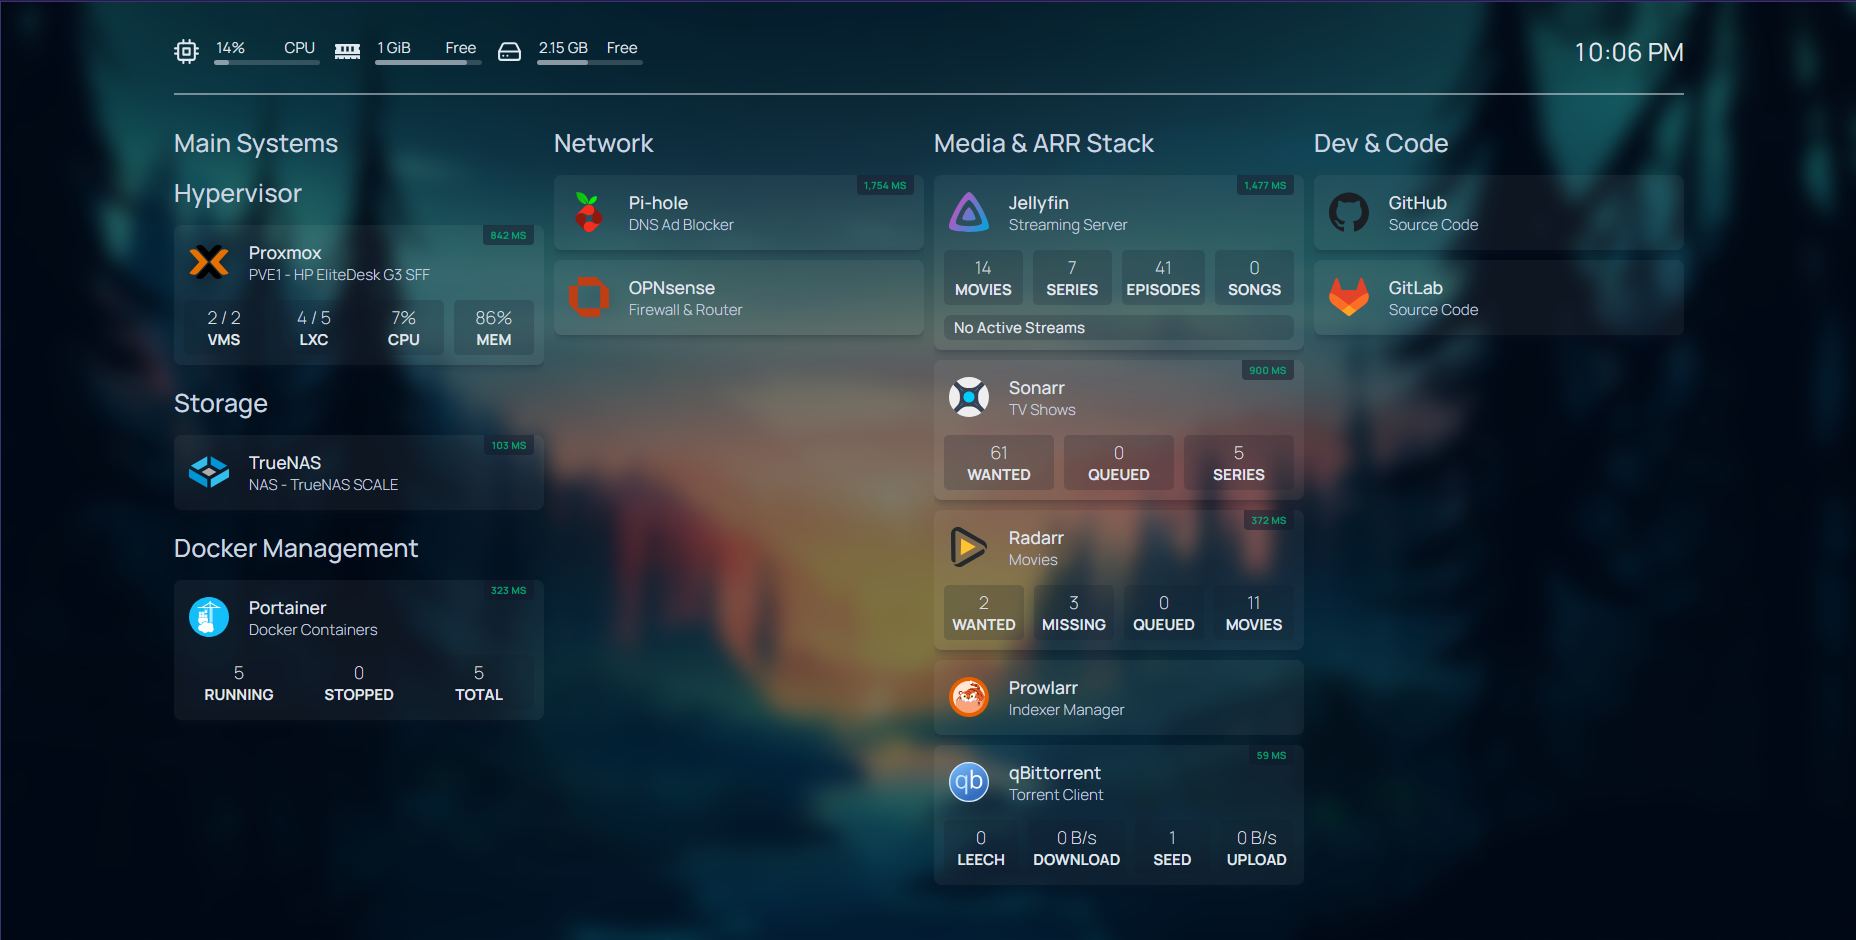 14% CPU
1 GiB Free
2.15 GB Free
10:06 PM
Main Systems
Hypervisor
842 MS
Proxmox
PVE1 - HP EliteDesk G3 SFF
2 / 2 4 / 5 7% 86%
VMS LXC CPU MEM
Storage
103 MS
TrueNAS
NAS - TrueNAS SCALE
Docker Management
323 MS
Portainer
Docker Containers
5 0 5
RUNNING STOPPED TOTAL
Network
1,754 MS
Pi-hole
DNS Ad Blocker
OPNsense
Firewall & Router
Media & ARR Stack
1,477 MS
Jellyfin
Streaming Server
14 7 41 0
MOVIES SERIES EPISODES SONGS
No Active Streams
900 MS
Sonarr
TV Shows
61 0 5
WANTED QUEUED SERIES
372 MS
Radarr
Movies
2 3 0 11
WANTED MISSING QUEUED MOVIES
Prowlarr
Indexer Manager
59 MS
qb
qBittorrent
Torrent Client
0 0 B/s 1 0 B/s
LEECH DOWNLOAD SEED UPLOAD
Dev & Code
GitHub
Source Code
GitLab
Source Code